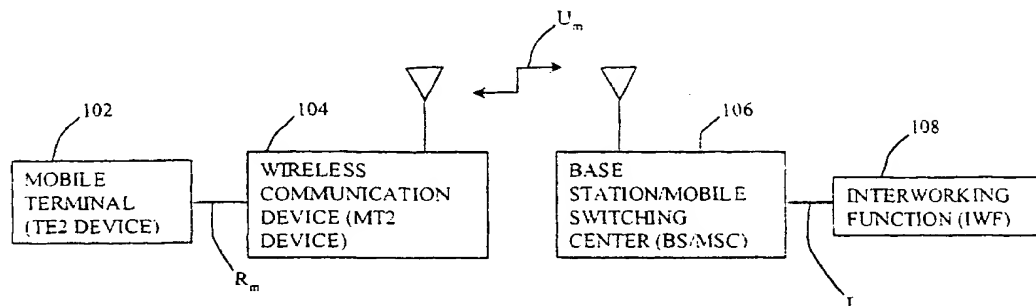 U_m
102
104
106
108
MOBILE
TERMINAL
(TE2 DEVICE)
WIRELESS
COMMUNICATION
DEVICE (MT2
DEVICE)
BASE
STATION/MOBILE
SWITCHING
CENTER (BS/MSC)
INTERWORKING
FUNCTION (IWF)
R_m